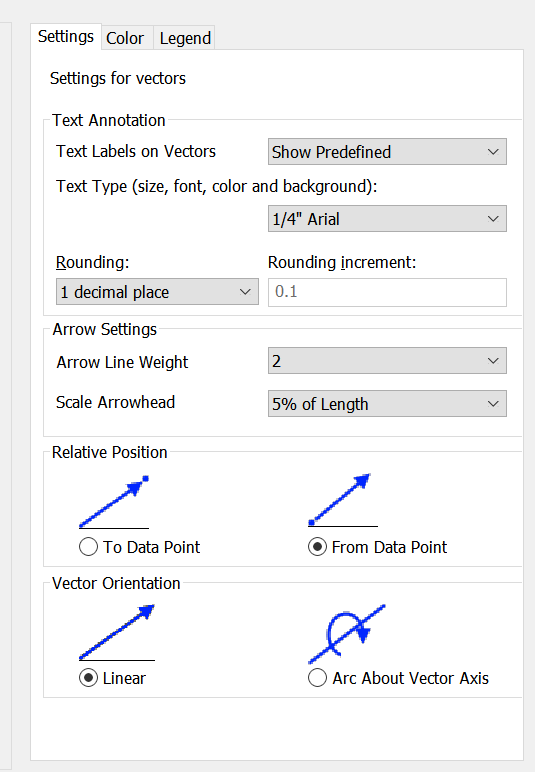 Settings Color Legend
Settings for vectors
Text Annotation
Text Labels on Vectors Show Predefined
Text Type (size, font, color and background):
1/4" Arial
Rounding: Rounding increment:
1 decimal place 0.1
Arrow Settings
Arrow Line Weight 2
Scale Arrowhead 5% of Length
Relative Position
To Data Point From Data Point
Vector Orientation
Linear Arc About Vector Axis